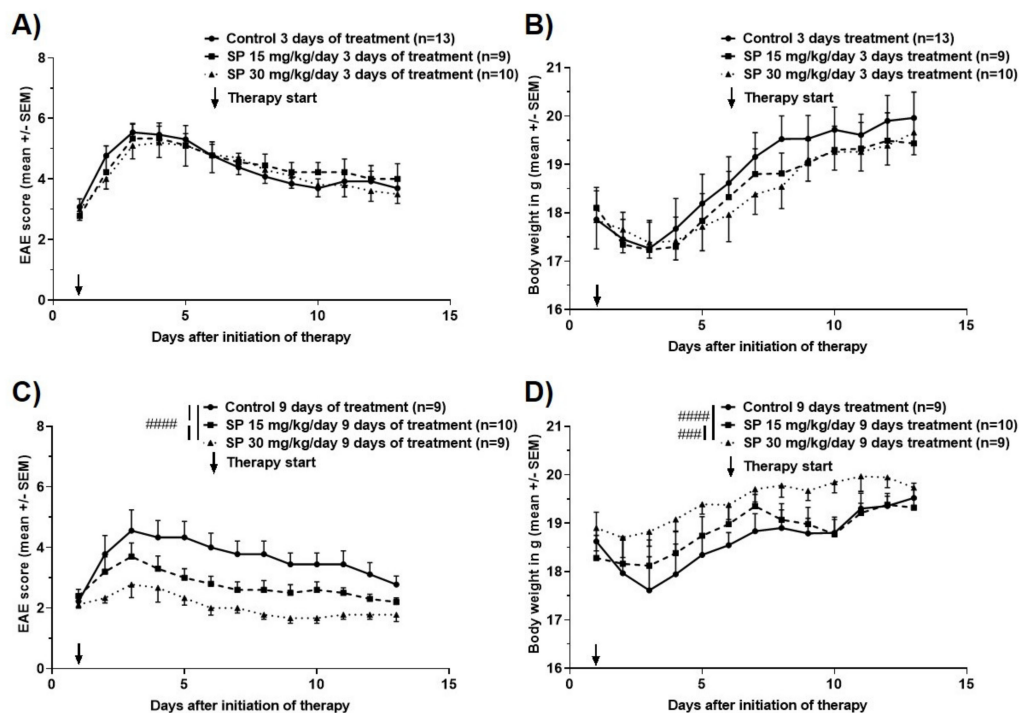 A)
Control 3 days of treatment (n=13)
SP 15 mg/kg/day 3 days of treatment (n=9)
SP 30 mg/kg/day 3 days of treatment (n=10)
Therapy start
EAE score (mean +/- SEM)
8
6
4
2
0
0 5 10 15
Days after initiation of therapy
B)
Control 3 days of treatment (n=13)
SP 15 mg/kg/day 3 days treatment (n=9)
SP 30 mg/kg/day 3 days treatment (n=10)
Therapy start
Body weight in g (mean +/- SEM)
21
20
19
18
17
16
0 5 10 15
Days after initiation of therapy
C)
Control 9 days of treatment (n=9)
SP 15 mg/kg/day 9 days of treatment (n=10)
SP 30 mg/kg/day 9 days of treatment (n=9)
####
Therapy start
EAE score (mean +/- SEM)
8
6
4
2
0
0 5 10 15
Days after initiation of therapy
D)
Control 9 days of treatment (n=9)
SP 15 mg/kg/day 9 days treatment (n=10)
SP 30 mg/kg/day 9 days treatment (n=9)
####
###
Therapy start
Body weight in g (mean +/- SEM)
21
20
19
18
17
16
0 5 10 15
Days after initiation of therapy